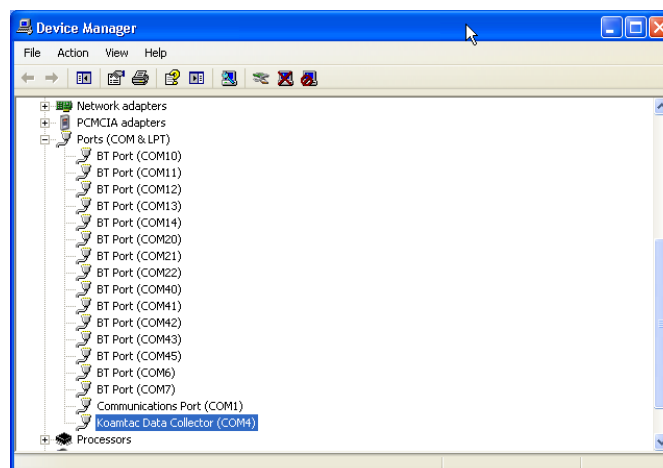 Device Manager
File Action View Help
Network adapters
PCMCIA adapters
Ports (COM & LPT)
BT Port (COM10)
BT Port (COM11)
BT Port (COM12)
BT Port (COM13)
BT Port (COM14)
BT Port (COM20)
BT Port (COM21)
BT Port (COM22)
BT Port (COM40)
BT Port (COM41)
BT Port (COM42)
BT Port (COM43)
BT Port (COM45)
BT Port (COM6)
BT Port (COM7)
Communications Port (COM1)
Koamtac Data Collector (COM4)
Processors